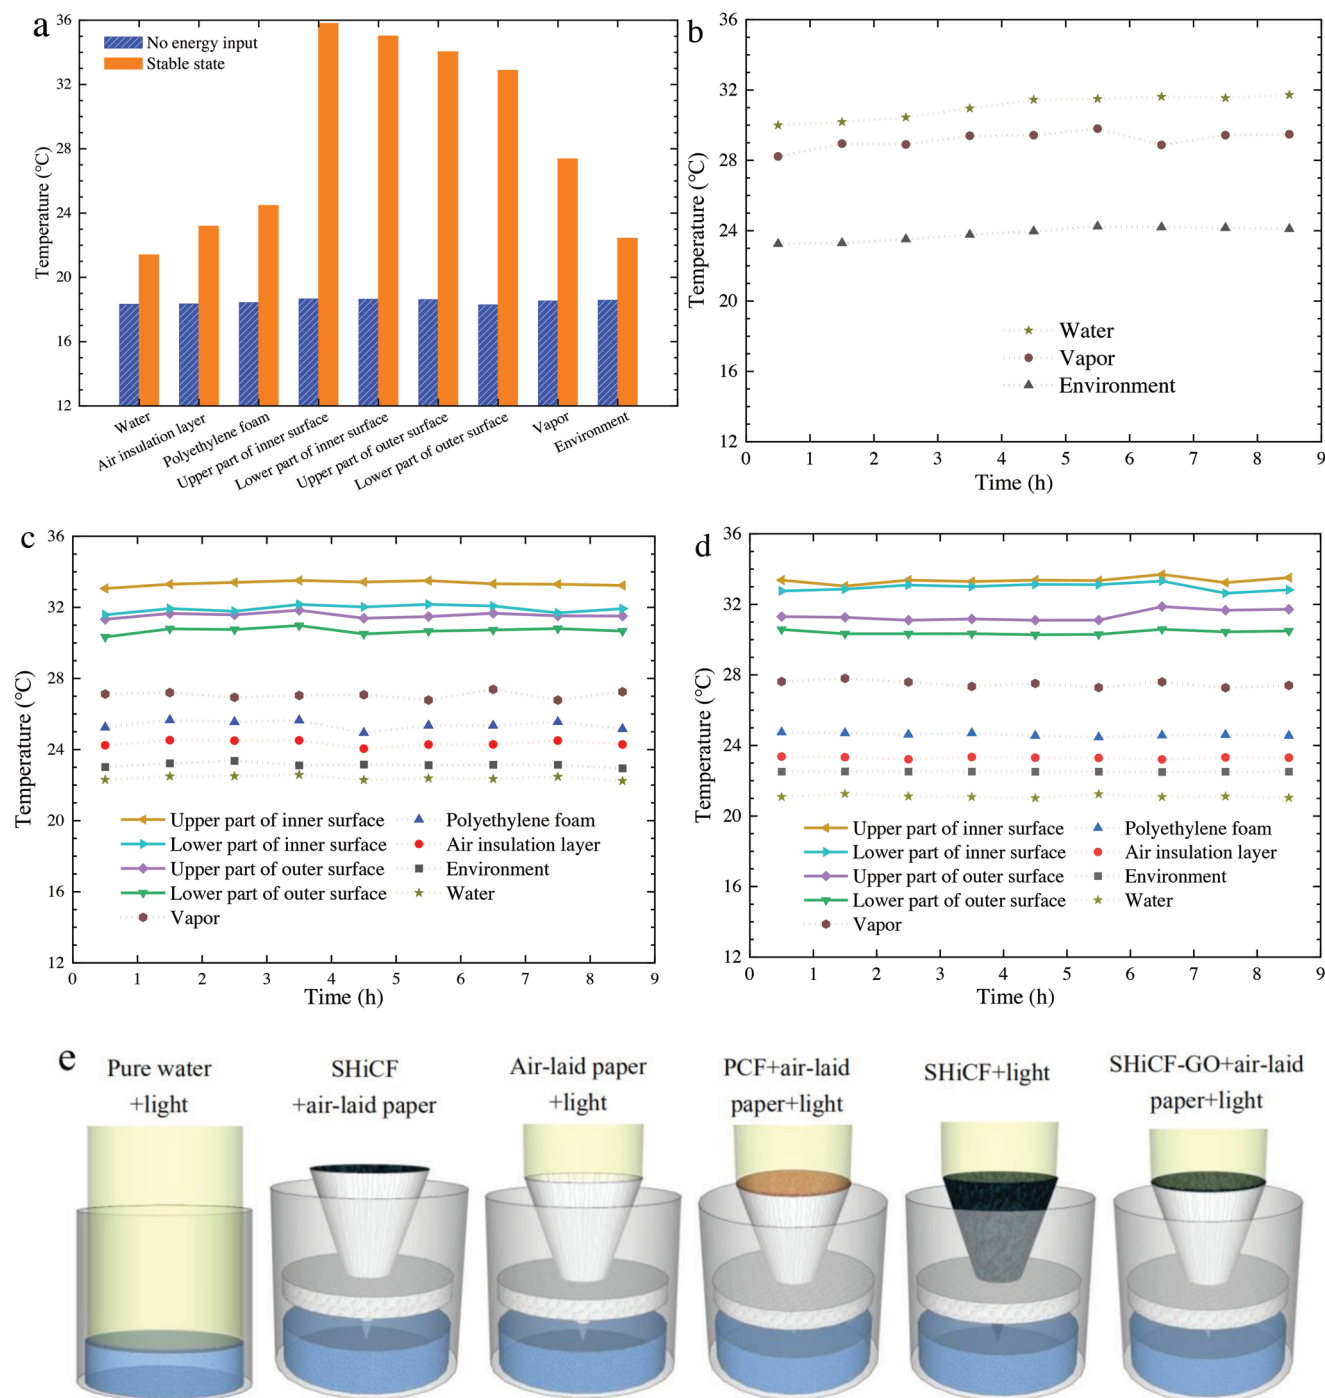 a
No energy input
Stable state
Temperature (°C)
36
32
28
24
20
16
12
Water
Air insulation layer
Polyethylene foam
Upper part of inner surface
Lower part of inner surface
Upper part of outer surface
Lower part of outer surface
Vapor
Environment
b
Temperature (°C)
36
32
28
24
20
16
12
Water
Vapor
Environment
0 1 2 3 4 5 6 7 8 9
Time (h)
c
Temperature (°C)
36
32
28
24
20
16
12
Upper part of inner surface
Lower part of inner surface
Upper part of outer surface
Lower part of outer surface
Vapor
Polyethylene foam
Air insulation layer
Environment
Water
0 1 2 3 4 5 6 7 8 9
Time (h)
d
Temperature (°C)
36
32
28
24
20
16
12
Upper part of inner surface
Lower part of inner surface
Upper part of outer surface
Lower part of outer surface
Vapor
Polyethylene foam
Air insulation layer
Environment
Water
0 1 2 3 4 5 6 7 8 9
Time (h)
e
Pure water
+light
SHiCF
+air-laid paper
Air-laid paper
+light
PCF+air-laid
paper+light
SHiCF+light
SHiCF-GO+air-laid
paper+light